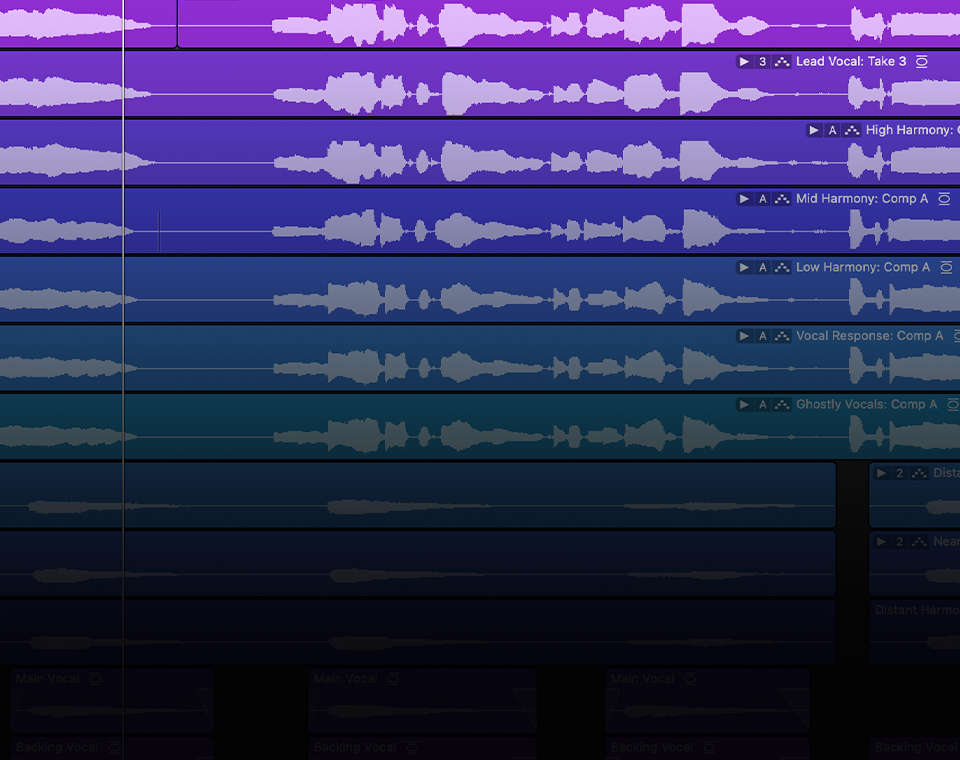 3 Lead Vocal: Take 3
A High Harmony:
A Mid Harmony: Comp A
A Low Harmony: Comp A
A Vocal Response: Comp A
A Ghostly Vocals: Comp A
2 Dista
2 Near
Distant Harmo
Main Vocal Main Vocal Main Vocal
Backing Vocal Backing Vocal Backing Vocal Backing Vocal